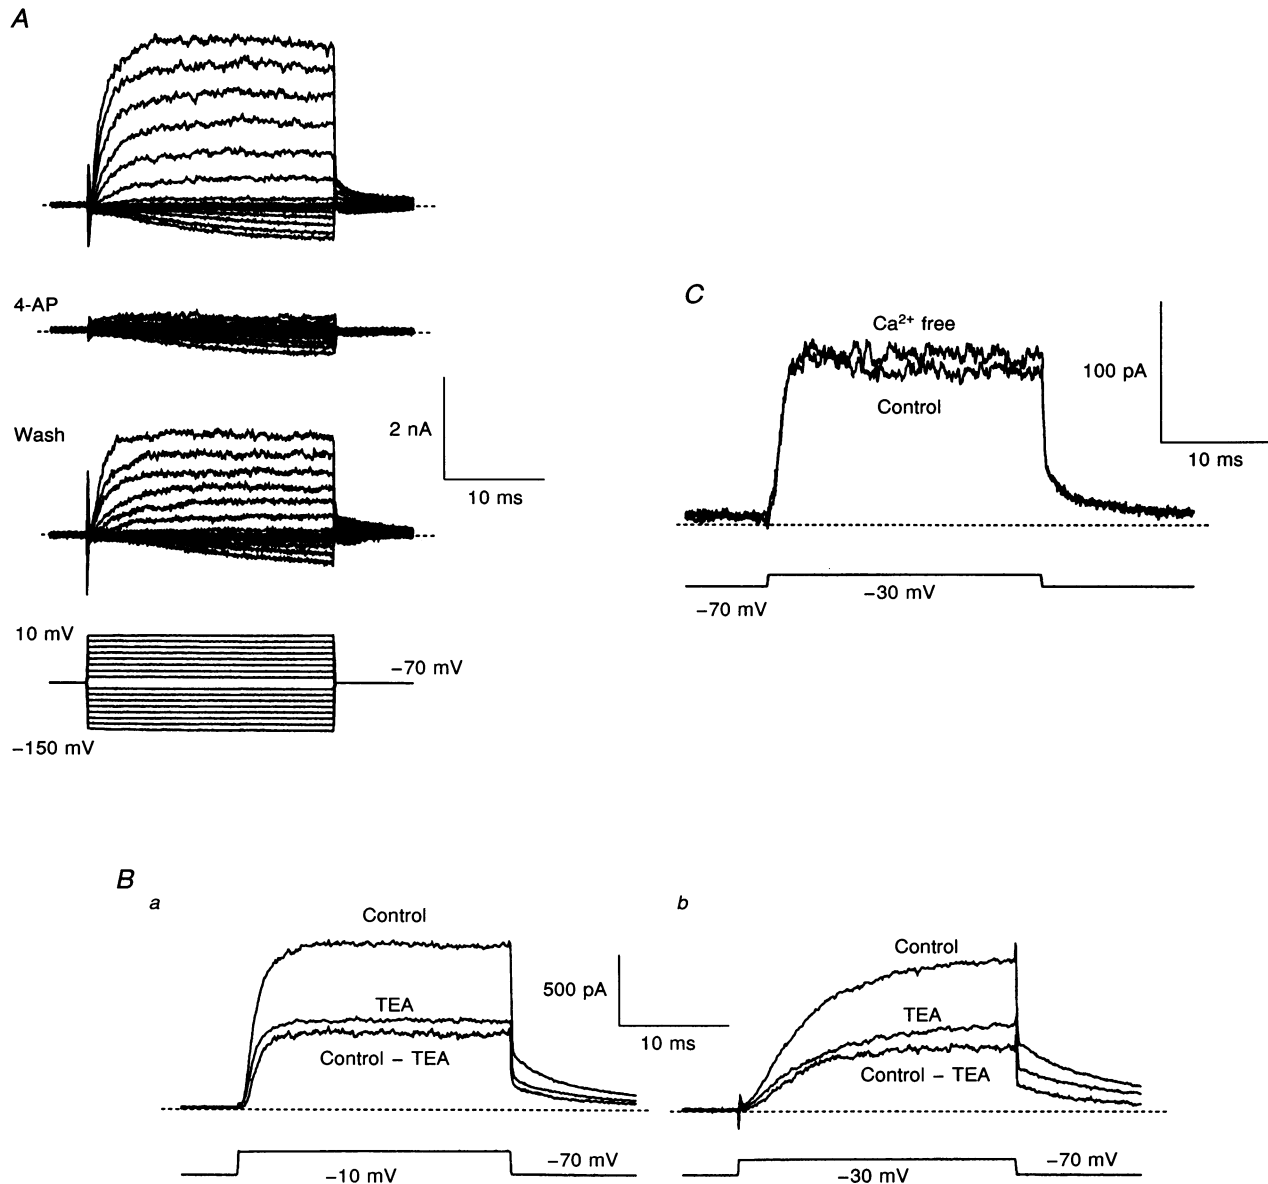 A
4-AP
Wash
2 nA
10 ms
10 mV
−70 mV
−150 mV
C
Ca2+ free
Control
100 pA
10 ms
−70 mV
−30 mV
B
a
Control
TEA
Control − TEA
500 pA
10 ms
−10 mV
−70 mV
b
Control
TEA
Control − TEA
−30 mV
−70 mV